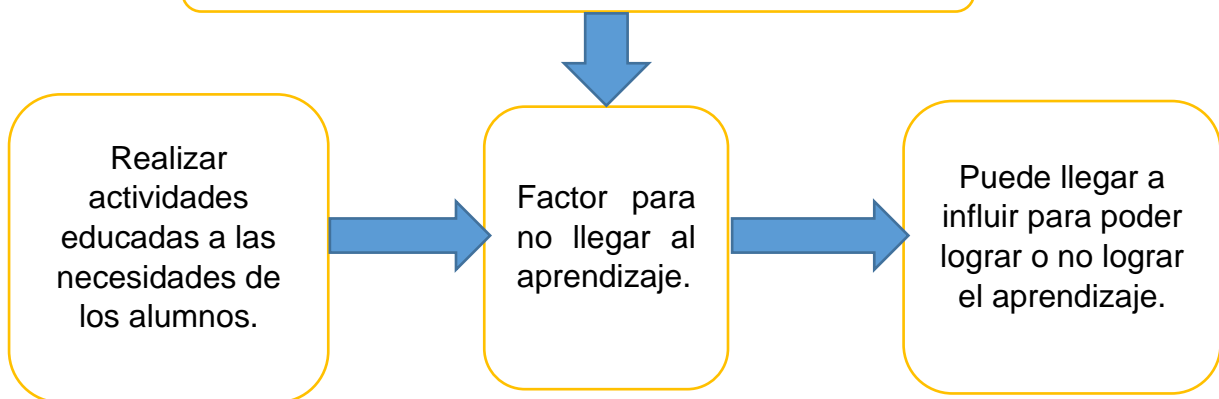 Realizar
actividades
educadas a las
necesidades de
los alumnos.
Factor para
no llegar al
aprendizaje.
Puede llegar a
influir para poder
lograr o no lograr
el aprendizaje.